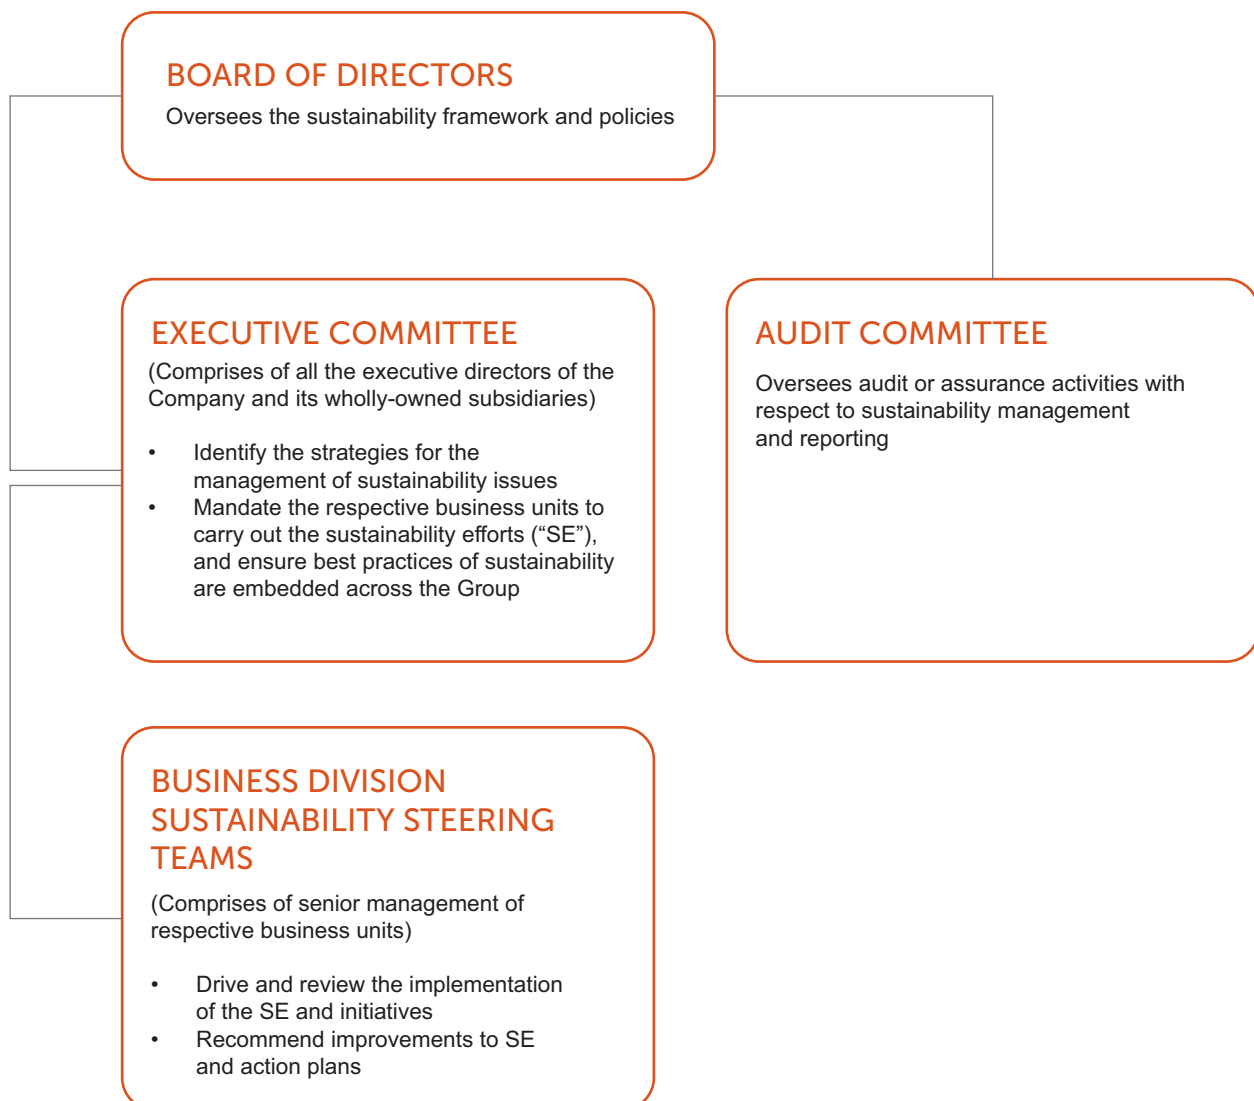 BOARD OF DIRECTORS
Oversees the sustainability framework and policies
EXECUTIVE COMMITTEE
(Comprises of all the executive directors of the
Company and its wholly-owned subsidiaries)
• Identify the strategies for the
management of sustainability issues
• Mandate the respective business units to
carry out the sustainability efforts (“SE”),
and ensure best practices of sustainability
are embedded across the Group
AUDIT COMMITTEE
Oversees audit or assurance activities with
respect to sustainability management
and reporting
BUSINESS DIVISION
SUSTAINABILITY STEERING
TEAMS
(Comprises of senior management of
respective business units)
• Drive and review the implementation
of the SE and initiatives
• Recommend improvements to SE
and action plans